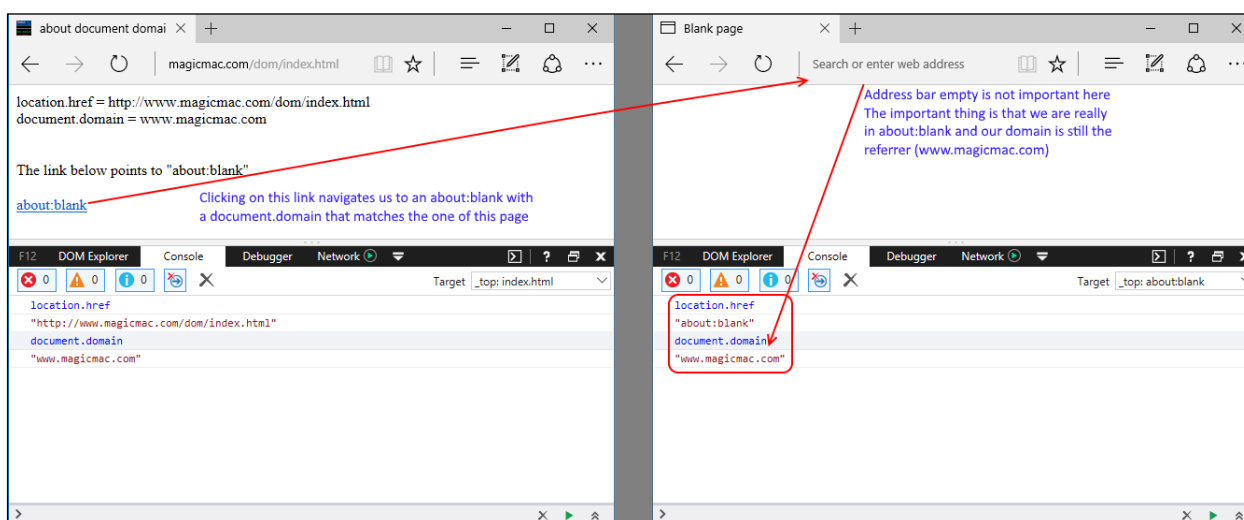 about document domai
magicmac.com/dom/index.html
location.href = http://www.magicmac.com/dom/index.html
document.domain = www.magicmac.com
The link below points to "about:blank"
about:blank
Clicking on this link navigates us to an about:blank with
a document.domain that matches the one of this page
F12 DOM Explorer Console Debugger Network ?
0 0 0 Target _top: index.html
location.href
"http://www.magicmac.com/dom/index.html"
document.domain
"www.magicmac.com"
Blank page
Search or enter web address
Address bar empty is not important here
The important thing is that we are really
in about:blank and our domain is still the
referrer (www.magicmac.com)
F12 DOM Explorer Console Debugger Network ?
0 0 0 Target _top: about:blank
location.href
"about:blank"
document.domain
"www.magicmac.com"